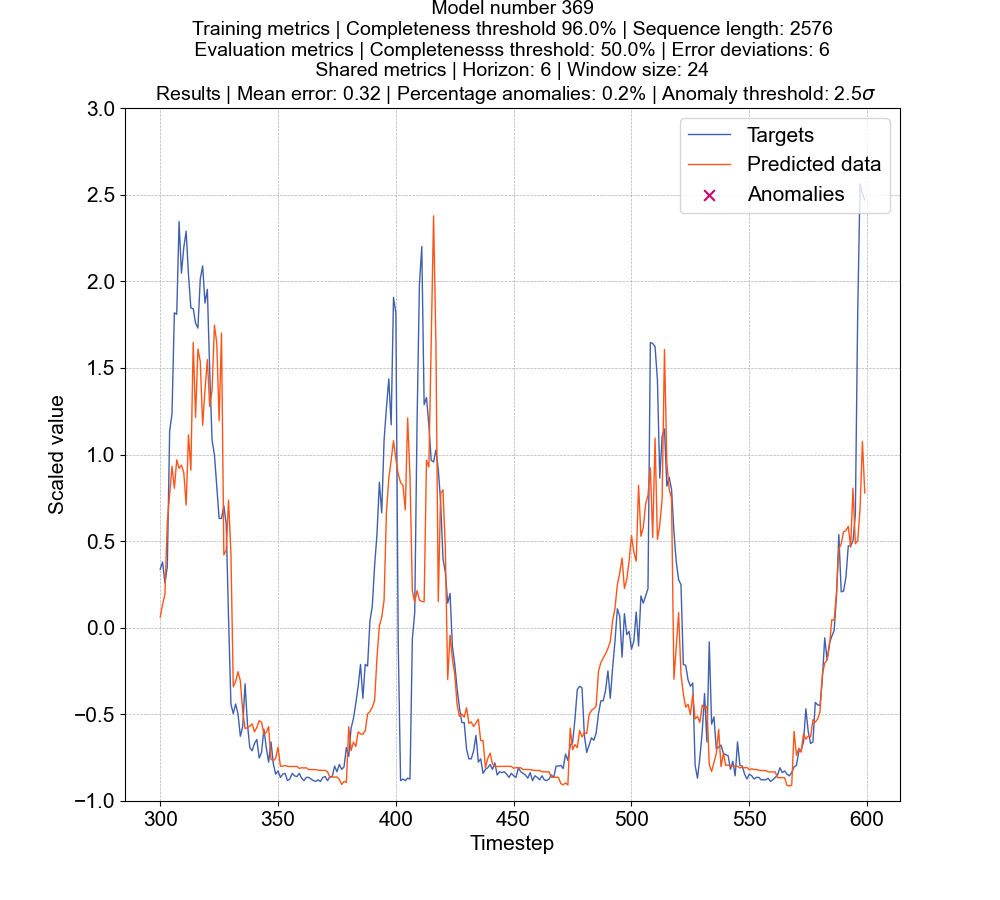 Model number 369
Training metrics | Completeness threshold 96.0% | Sequence length: 2576
Evaluation metrics | Completenesss threshold: 50.0% | Error deviations: 6
Shared metrics | Horizon: 6 | Window size: 24
Results | Mean error: 0.32 | Percentage anomalies: 0.2% | Anomaly threshold: 2.5σ
Targets
Predicted data
Anomalies
Scaled value
3.0
2.5
2.0
1.5
1.0
0.5
0.0
−0.5
−1.0
300
350
400
450
500
550
600
Timestep